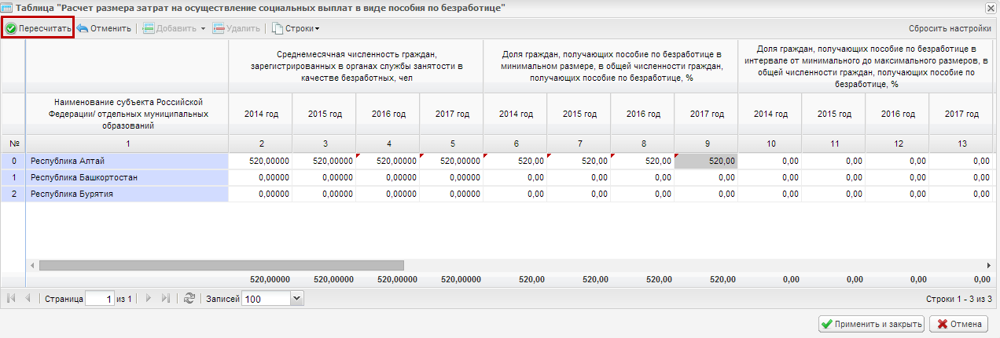 Таблица "Расчет размера затрат на осуществление социальных выплат в виде пособия по безработице"
Пересчитать Отменить Добавить Удалить Строки Сбросить настройки
Среднемесячная численность граждан, зарегистрированных в органах службы занятости в качестве безработных, чел
Доля граждан, получающих пособие по безработице в минимальном размере, в общей численности граждан, получающих пособие по безработице, %
Доля граждан, получающих пособие по безработице в интервале от минимального до максимального размеров, в общей численности граждан, получающих пособие по безработице, %
Наименование субъекта Российской Федерации/ отдельных муниципальных образований
2014 год 2015 год 2016 год 2017 год 2014 год 2015 год 2016 год 2017 год 2014 год 2015 год 2016 год 2017 год
№ 1 2 3 4 5 6 7 8 9 10 11 12 13
0 Республика Алтай 520,00000 520,00000 520,00000 520,00000 520,00 520,00 520,00 520,00 0,00 0,00 0,00 0,00
1 Республика Башкортостан 0,00000 0,00000 0,00000 0,00000 0,00 0,00 0,00 0,00 0,00 0,00 0,00 0,00
2 Республика Бурятия 0,00000 0,00000 0,00000 0,00000 0,00 0,00 0,00 0,00 0,00 0,00 0,00 0,00
520,00000 520,00000 520,00000 520,00000 520,00 520,00 520,00 520,00 0,00 0,00 0,00 0,00
Страница 1 из 1 Записей 100 Строки 1 - 3 из 3
Применить и закрыть Отмена